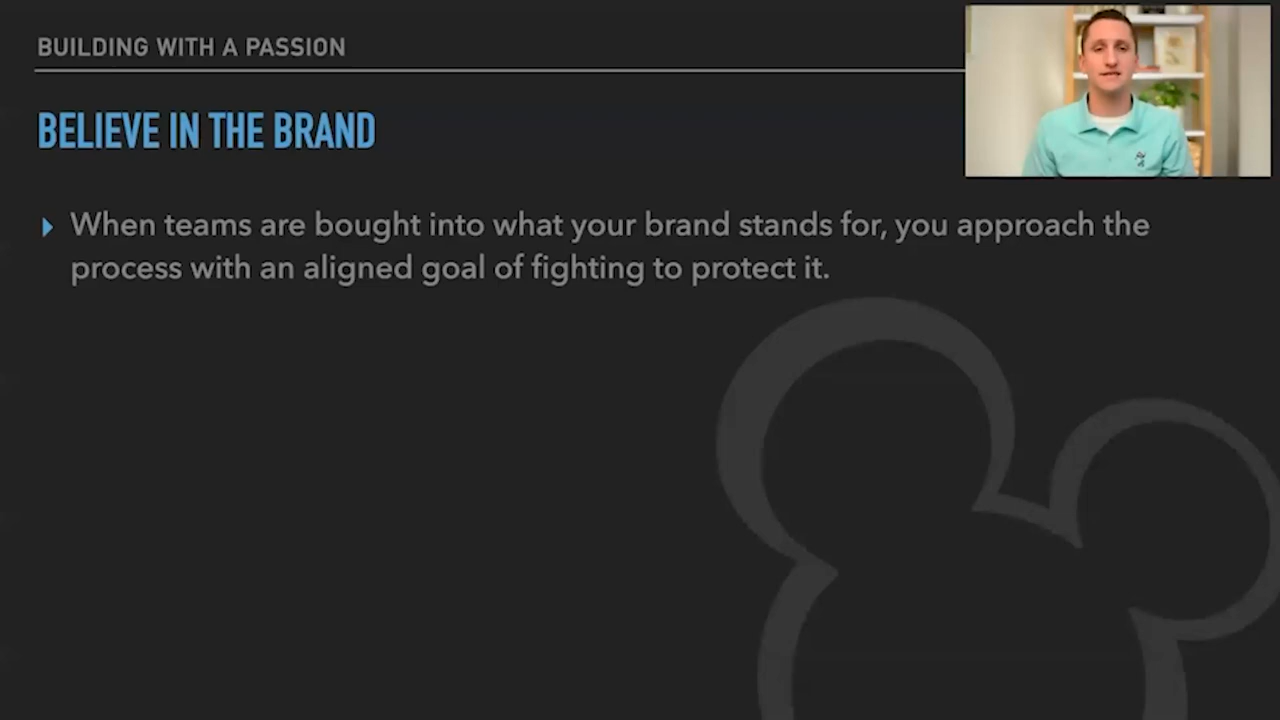 BUILDING WITH A PASSION
BELIEVE IN THE BRAND
When teams are bought into what your brand stands for, you approach the
process with an aligned goal of fighting to protect it.